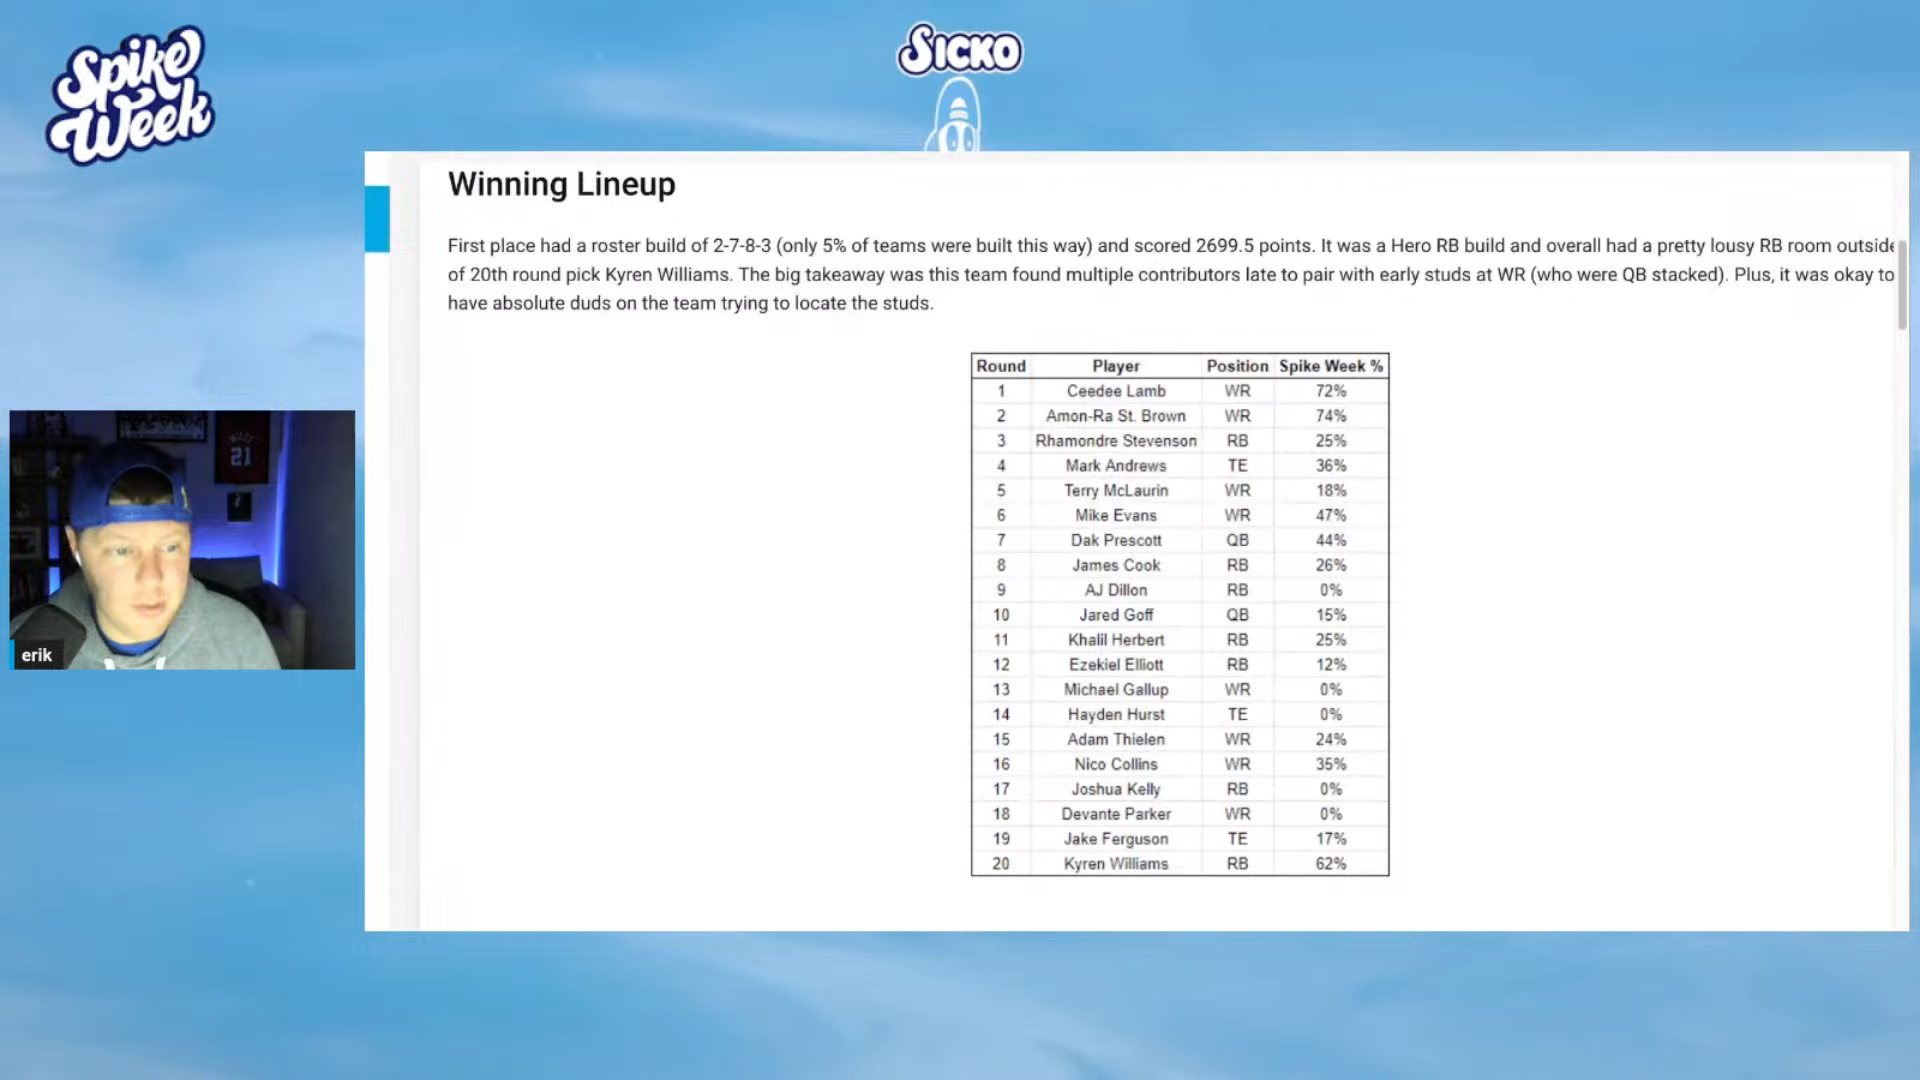 Spike
Week
SICKO
Winning Lineup
First place had a roster build of 2-7-8-3 (only 5% of teams were built this way) and scored 2699.5 points. It was a Hero RB build and overall had a pretty lousy RB room outside
of 20th round pick Kyren Williams. The big takeaway was this team found multiple contributors late to pair with early studs at WR (who were QB stacked). Plus, it was okay to
have absolute duds on the team trying to locate the studs.
Round Player Position Spike Week %
1 Ceedee Lamb WR 72%
2 Amon-Ra St. Brown WR 74%
3 Rhamondre Stevenson RB 25%
4 Mark Andrews TE 36%
5 Terry McLaurin WR 18%
6 Mike Evans WR 47%
7 Dak Prescott QB 44%
8 James Cook RB 26%
9 AJ Dillon RB 0%
10 Jared Goff QB 15%
11 Khalil Herbert RB 25%
12 Ezekiel Elliott RB 12%
13 Michael Gallup WR 0%
14 Hayden Hurst TE 0%
15 Adam Thielen WR 24%
16 Nico Collins WR 35%
17 Joshua Kelly RB 0%
18 Devante Parker WR 0%
19 Jake Ferguson TE 17%
20 Kyren Williams RB 62%
21
erik